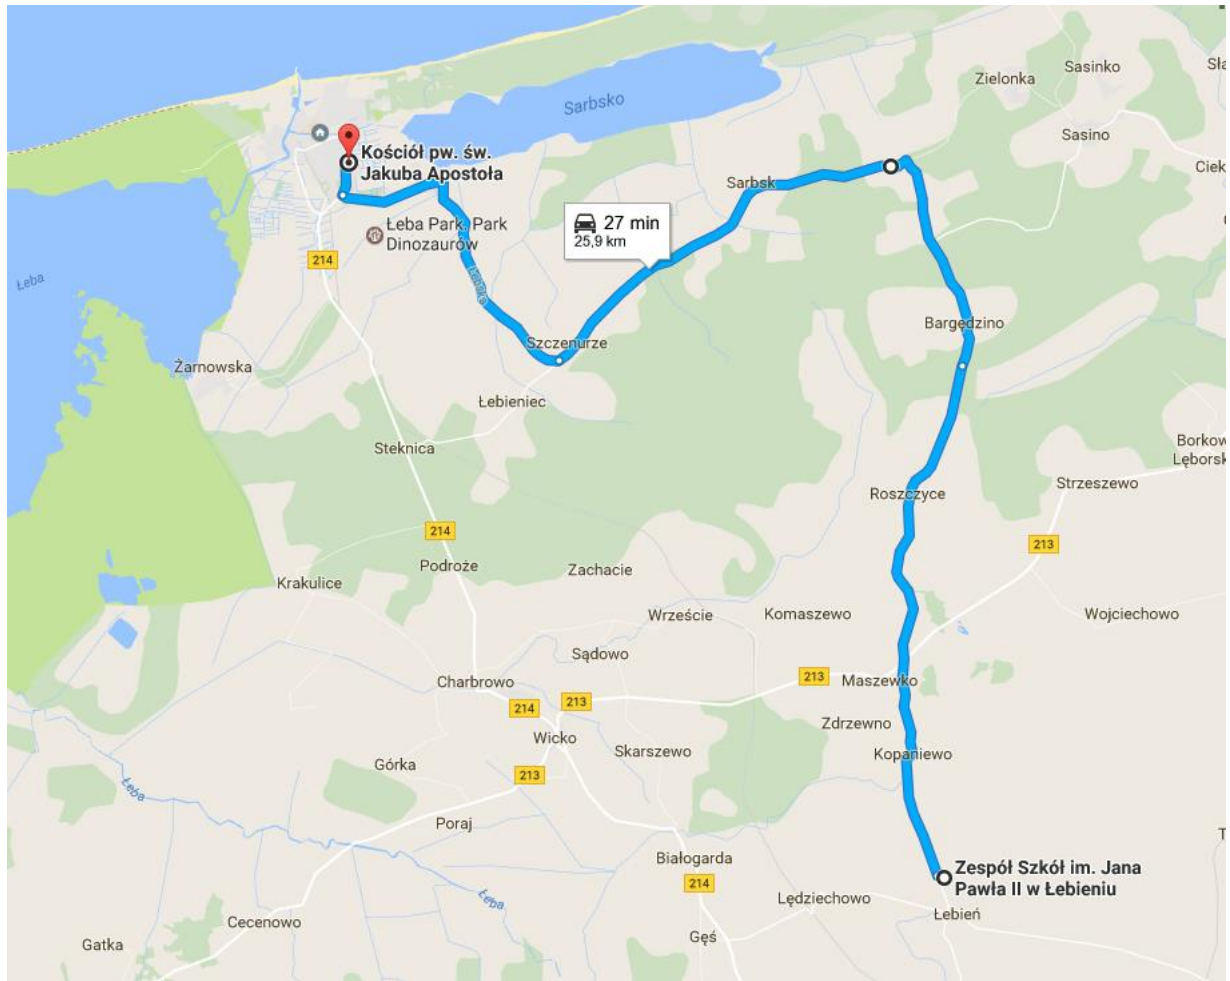 Sasinko
Zielonka
Sarbsko
Sasino
Kościół pw. św.
Jakuba Apostoła
Sarbsk
Łeba Park, Park
Dinozaurów
27 min
25,9 km
214
Łeba
Łebska
Bargędzino
Szczenurze
Żarnowska
Łebieniec
Steknica
Strzeszewo
Roszczyce
214
213
Podroże
Zachacie
Krakulice
Wrzeście
Komaszewo
Wojciechowo
Sądowo
Charbrowo
213
Maszewko
213
214
Zdrzewno
Wicko
Skarszewo
Kopaniewo
Górka
213
Łeba
Poraj
Białogarda
Zespół Szkół im. Jana
Pawła II w Łebieniu
214
Lędziechowo
Łeba
Łebień
Cecenowo
Gatka
Gęś